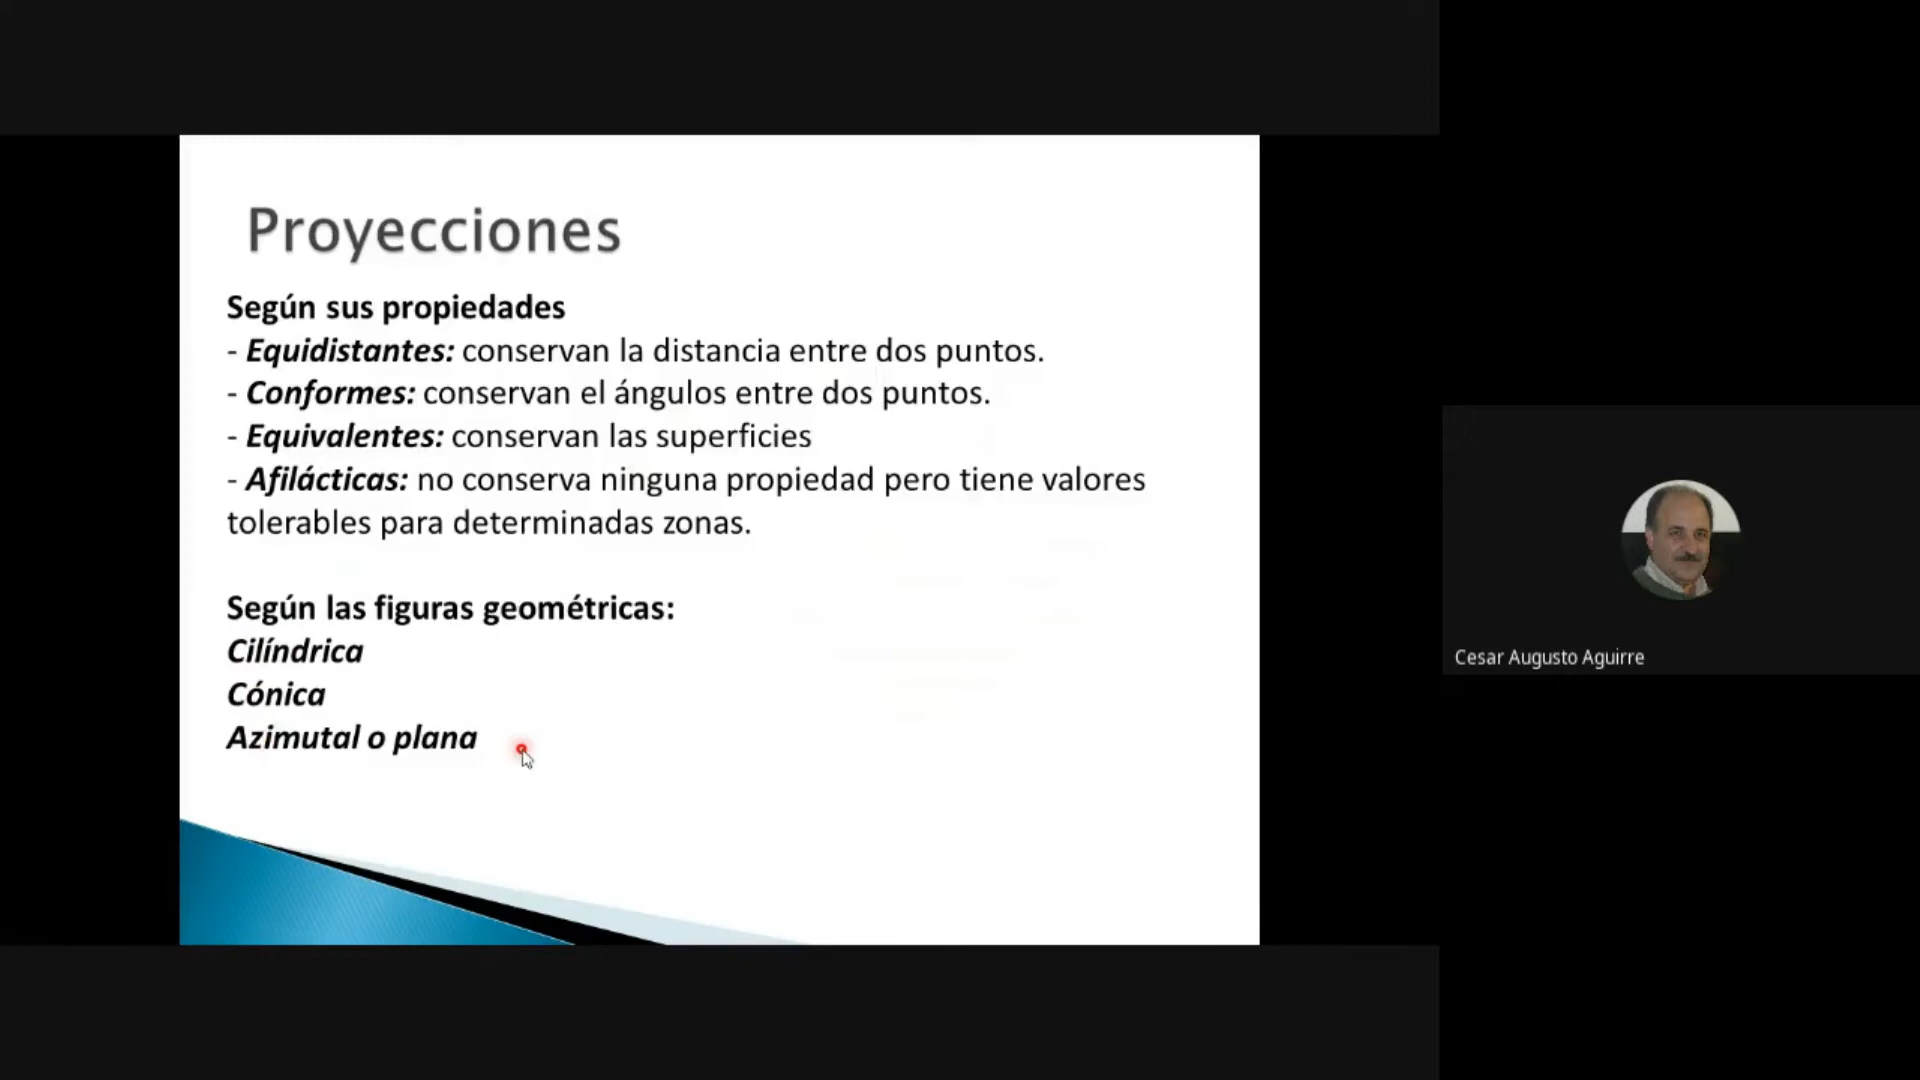 Proyecciones
Según sus propiedades
- Equidistantes: conservan la distancia entre dos puntos.
- Conformes: conservan el ángulos entre dos puntos.
- Equivalentes: conservan las superficies
- Afilácticas: no conserva ninguna propiedad pero tiene valores
tolerables para determinadas zonas.
Según las figuras geométricas:
Cilíndrica
Cónica
Azimutal o plana
Cesar Augusto Aguirre